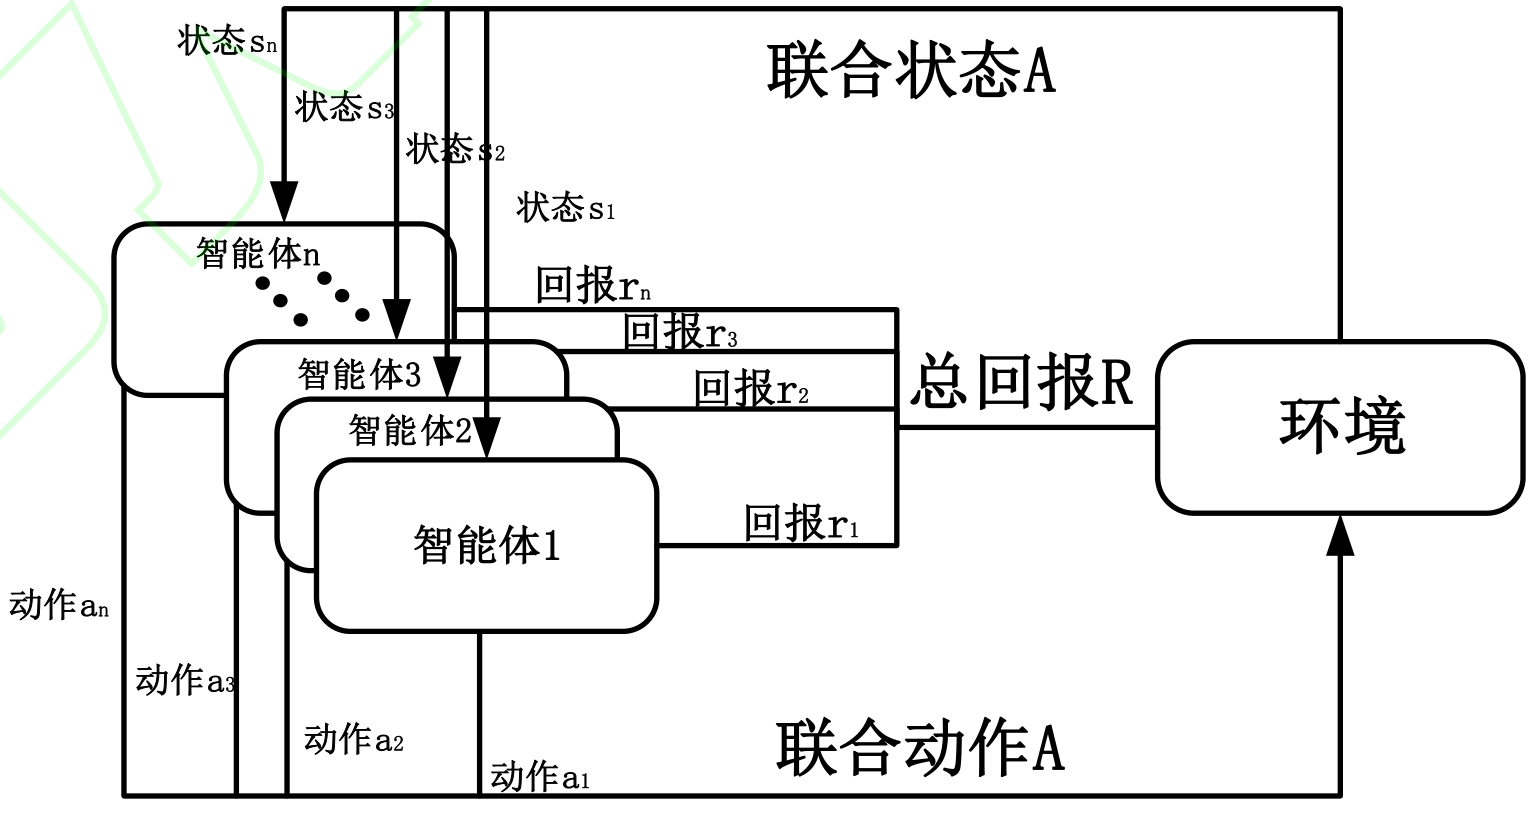 状态sn
联合状态A
状态s3
状态s2
状态s1
智能体n
回报rn
回报r3
智能体3
回报r2
总回报R
环境
智能体2
回报r1
智能体1
动作an
动作a3
动作a2
联合动作A
动作a1